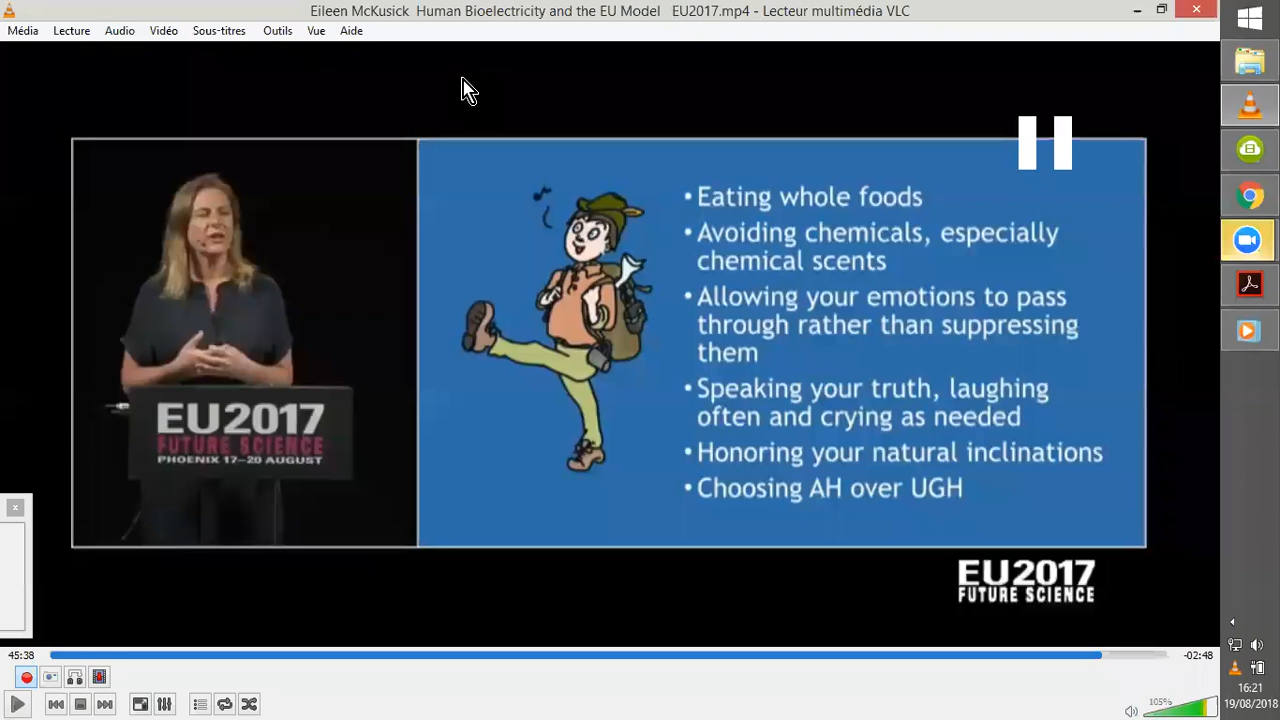 Eileen McKusick  Human Bioelectricity and the EU Model   EU2017.mp4 - Lecteur multimédia VLC
Média Lecture Audio Vidéo Sous-titres Outils Vue Aide
• Eating whole foods
• Avoiding chemicals, especially
chemical scents
• Allowing your emotions to pass
through rather than suppressing
them
• Speaking your truth, laughing
often and crying as needed
• Honoring your natural inclinations
• Choosing AH over UGH
EU2017
FUTURE SCIENCE
PHOENIX 17–20 AUGUST
EU2017
FUTURE SCIENCE
45:38
-02:48
105%
16:21
19/08/2018